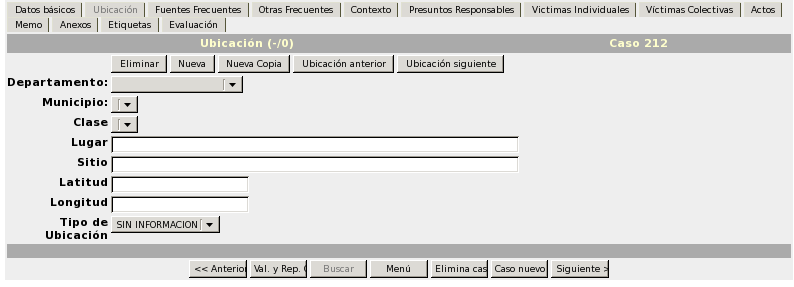 Datos básicos Ubicación Fuentes Frecuentes Otras Frecuentes Contexto Presuntos Responsables Victimas Individuales Víctimas Colectivas Actos
Memo Anexos Etiquetas Evaluación
Ubicación (-/0) Caso 212
Eliminar Nueva Nueva Copia Ubicación anterior Ubicación siguiente
Departamento:
Municipio:
Clase
Lugar
Sitio
Latitud
Longitud
Tipo de SIN INFORMACION
Ubicación
<< Anterior Val. y Rep. Buscar Menú Elimina cas Caso nuevo Siguiente >